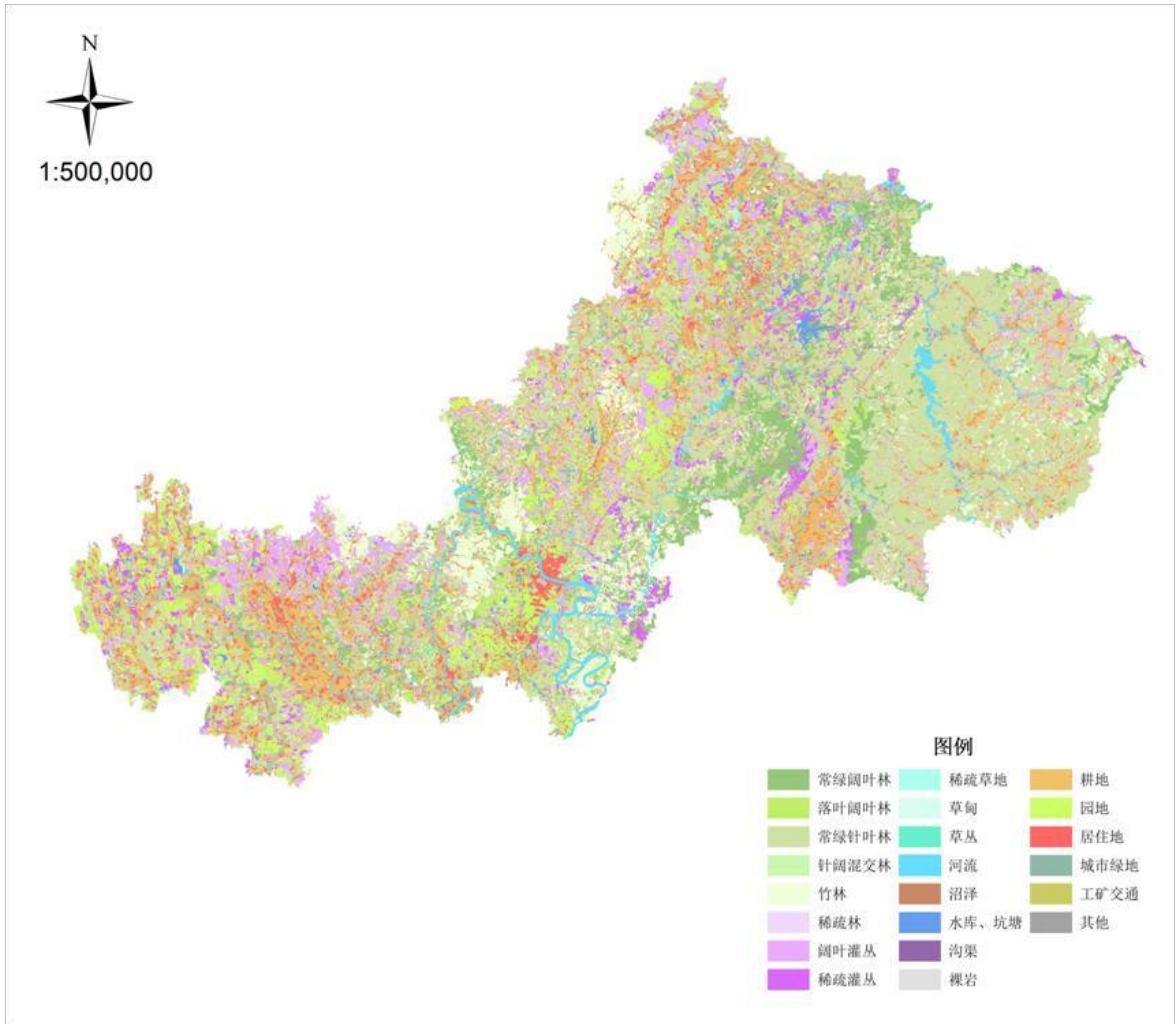 N
1:500,000
图例
常绿阔叶林 稀疏草地 耕地
落叶阔叶林 草甸 园地
常绿针叶林 草丛 居住地
针阔混交林 河流 城市绿地
竹林 沼泽 工矿交通
稀疏林 水库、坑塘 其他
阔叶灌丛 沟渠
稀疏灌丛 裸岩